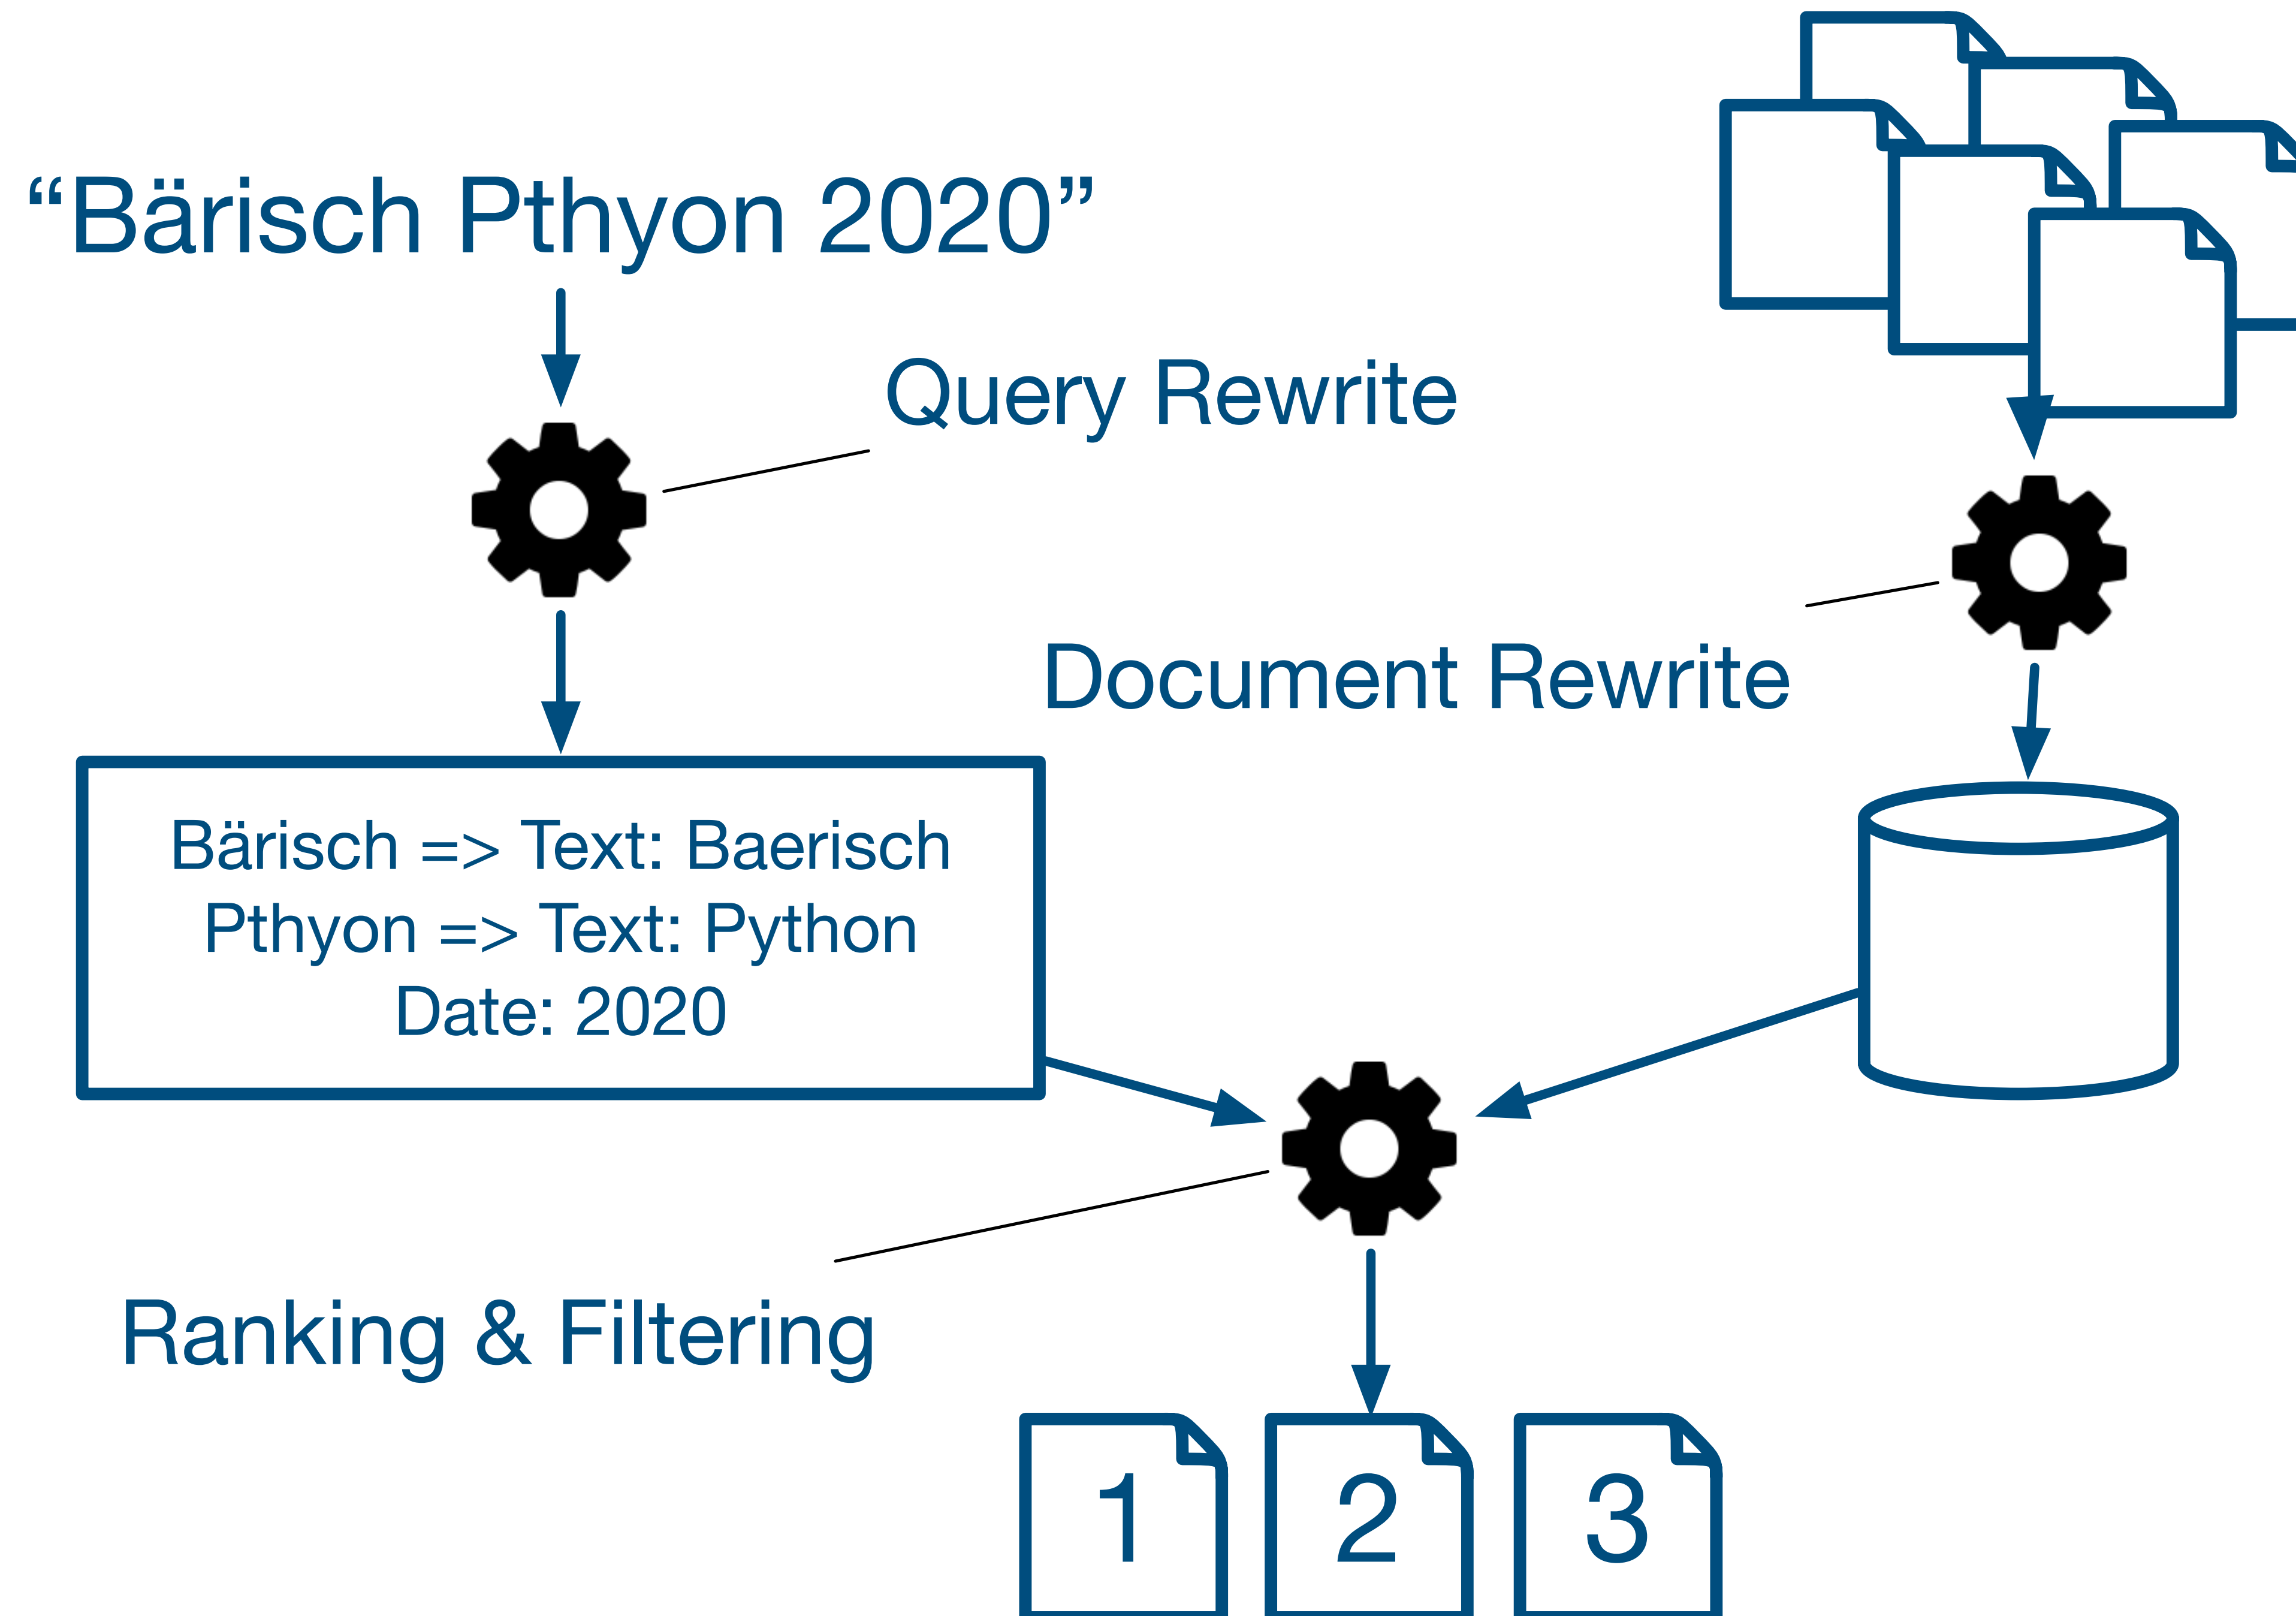 “Bärisch Pthyon 2020”
Query Rewrite
Document Rewrite
Bärisch => Text: Baerisch
Pthyon => Text: Python
Date: 2020
Ranking & Filtering
1
2
3